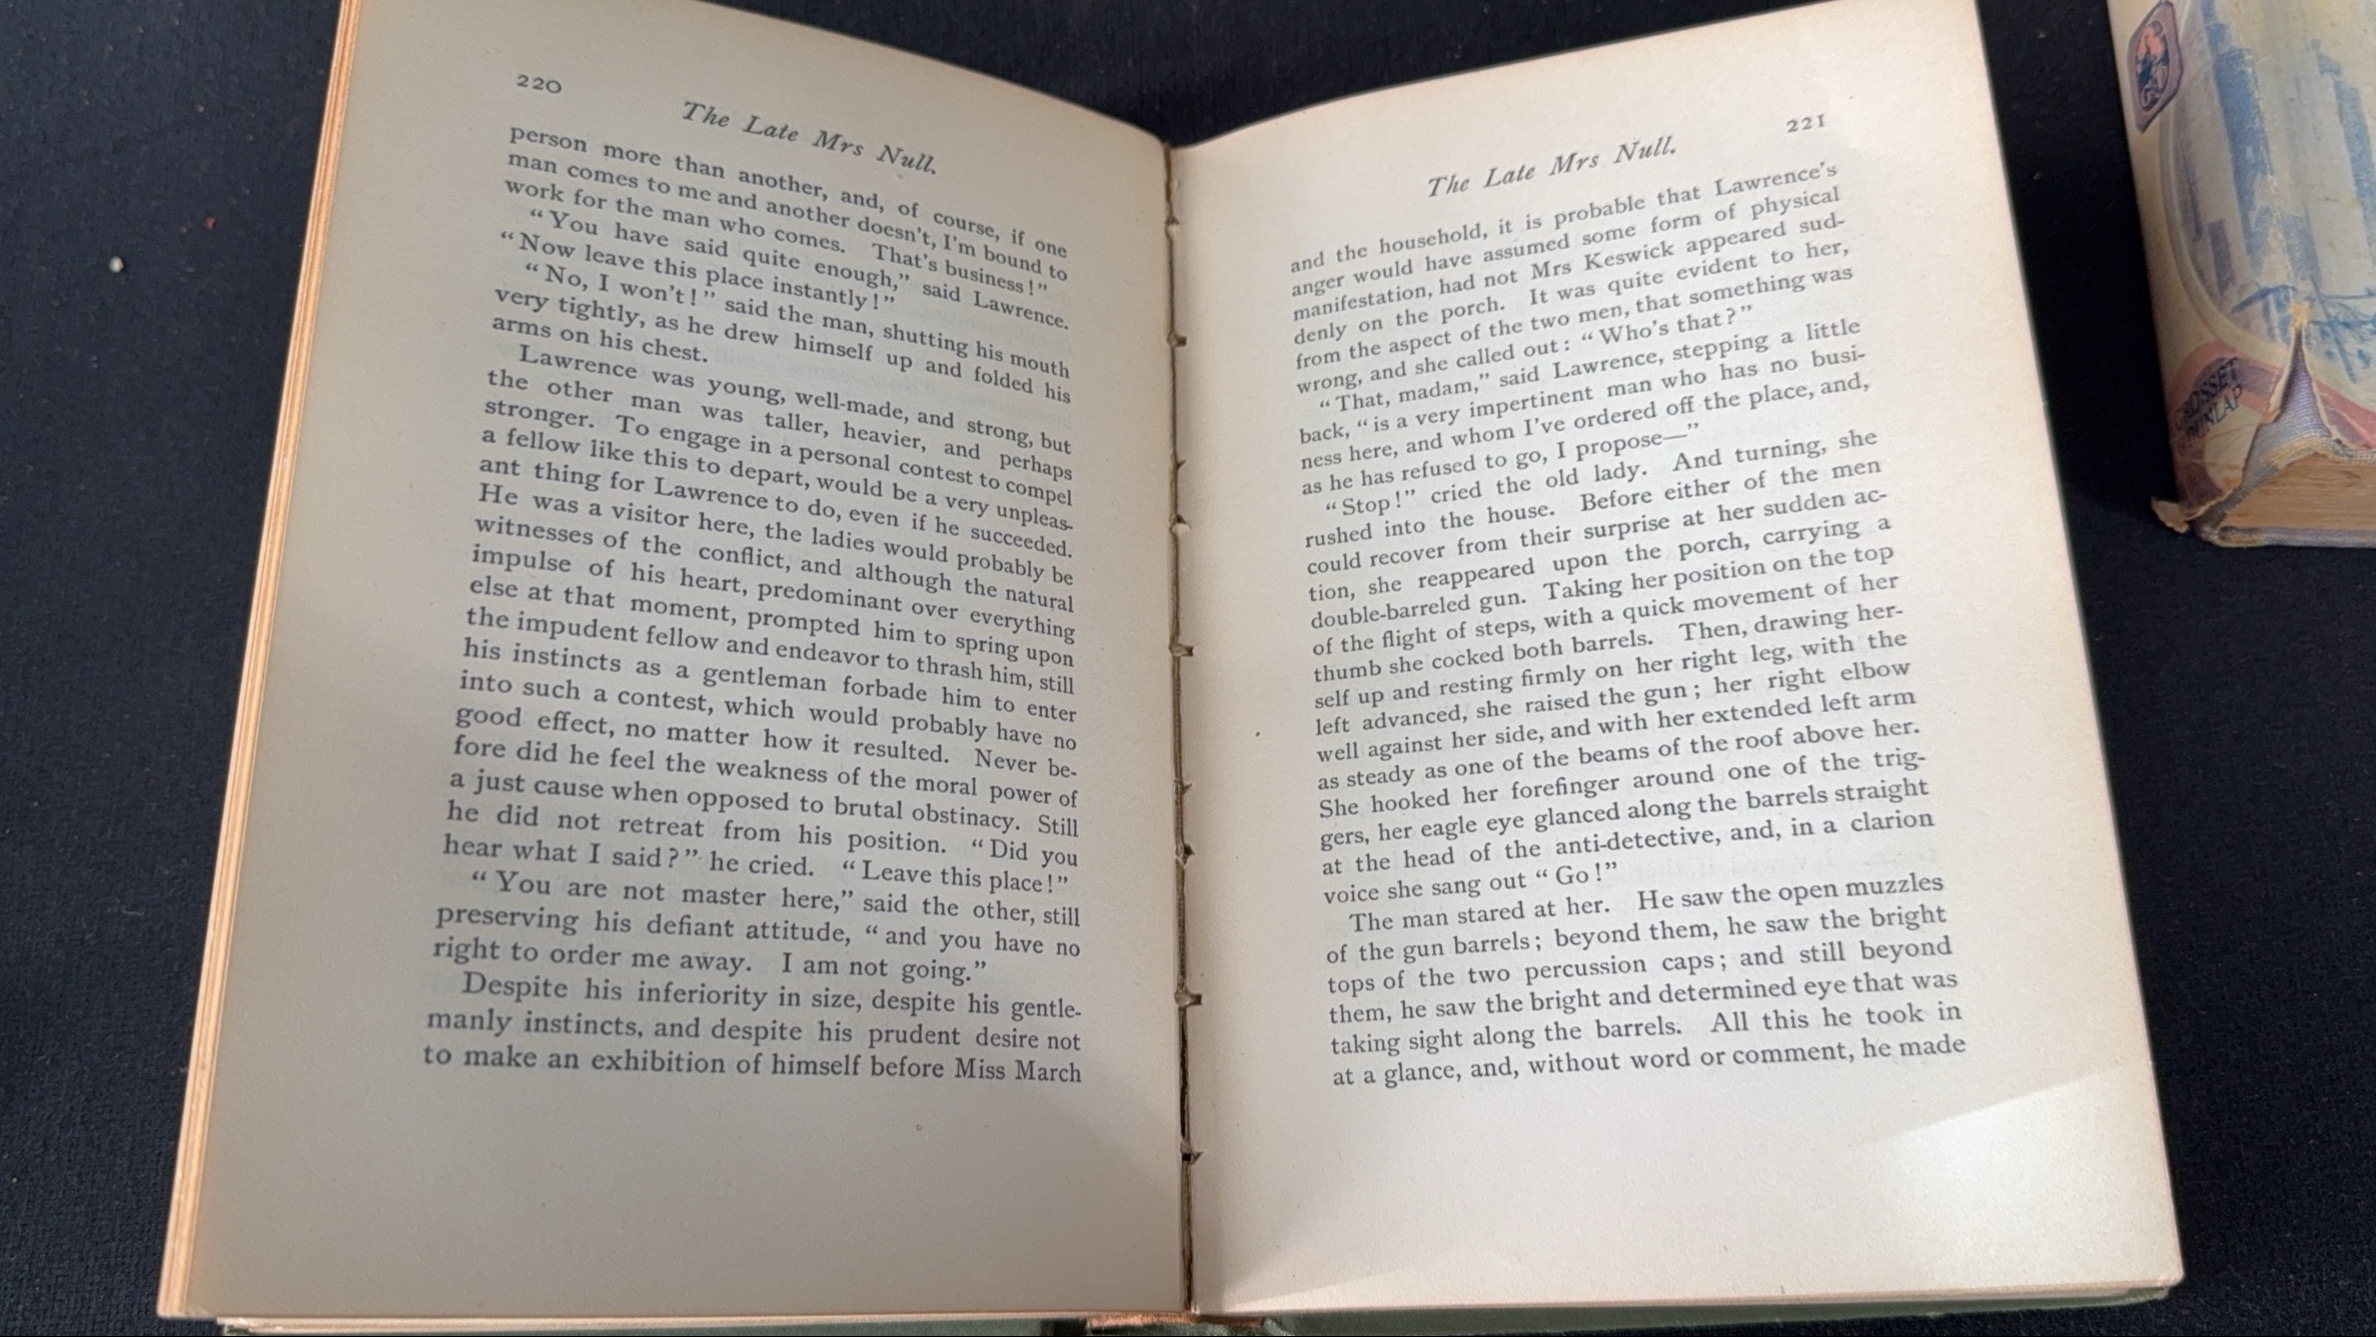 220
The Late Mrs Null.
person more than another, and, of course, if one
man comes to me and another doesn't, I'm bound to
work for the man who comes. That's business!"
"You have said quite enough," said Lawrence.
"Now leave this place instantly!"
"No, I won't!" said the man, shutting his mouth
very tightly, as he drew himself up and folded his
arms on his chest.
Lawrence was young, well-made, and strong, but
the other man was taller, heavier, and perhaps
stronger. To engage in a personal contest to compel
a fellow like this to depart, would be a very unpleas-
ant thing for Lawrence to do, even if he succeeded.
He was a visitor here, the ladies would probably be
witnesses of the conflict, and although the natural
impulse of his heart, predominant over everything
else at that moment, prompted him to spring upon
the impudent fellow and endeavor to thrash him, still
his instincts as a gentleman forbade him to enter
into such a contest, which would probably have no
good effect, no matter how it resulted. Never be-
fore did he feel the weakness of the moral power of
a just cause when opposed to brutal obstinacy. Still
he did not retreat from his position. "Did you
hear what I said?" he cried. "Leave this place!"
"You are not master here," said the other, still
preserving his defiant attitude, "and you have no
right to order me away. I am not going."
Despite his inferiority in size, despite his gentle-
manly instincts, and despite his prudent desire not
to make an exhibition of himself before Miss March
The Late Mrs Null.
221
and the household, it is probable that Lawrence's
anger would have assumed some form of physical
manifestation, had not Mrs Keswick appeared sud-
denly on the porch. It was quite evident to her,
from the aspect of the two men, that something was
wrong, and she called out: "Who's that?"
"That, madam," said Lawrence, stepping a little
back, "is a very impertinent man who has no busi-
ness here, and whom I've ordered off the place, and,
as he has refused to go, I propose—"
"Stop!" cried the old lady. And turning, she
rushed into the house. Before either of the men
could recover from their surprise at her sudden ac-
tion, she reappeared upon the porch, carrying a
double-barreled gun. Taking her position on the top
of the flight of steps, with a quick movement of her
thumb she cocked both barrels. Then, drawing her-
self up and resting firmly on her right leg, with the
left advanced, she raised the gun; her right elbow
well against her side, and with her extended left arm
as steady as one of the beams of the roof above her.
She hooked her forefinger around one of the trig-
gers, her eagle eye glanced along the barrels straight
at the head of the anti-detective, and, in a clarion
voice she sang out "Go!"
The man stared at her. He saw the open muzzles
of the gun barrels; beyond them, he saw the bright
tops of the two percussion caps; and still beyond
them, he saw the bright and determined eye that was
taking sight along the barrels. All this he took in
at a glance, and, without word or comment, he made
GROSSET
DUNLAP